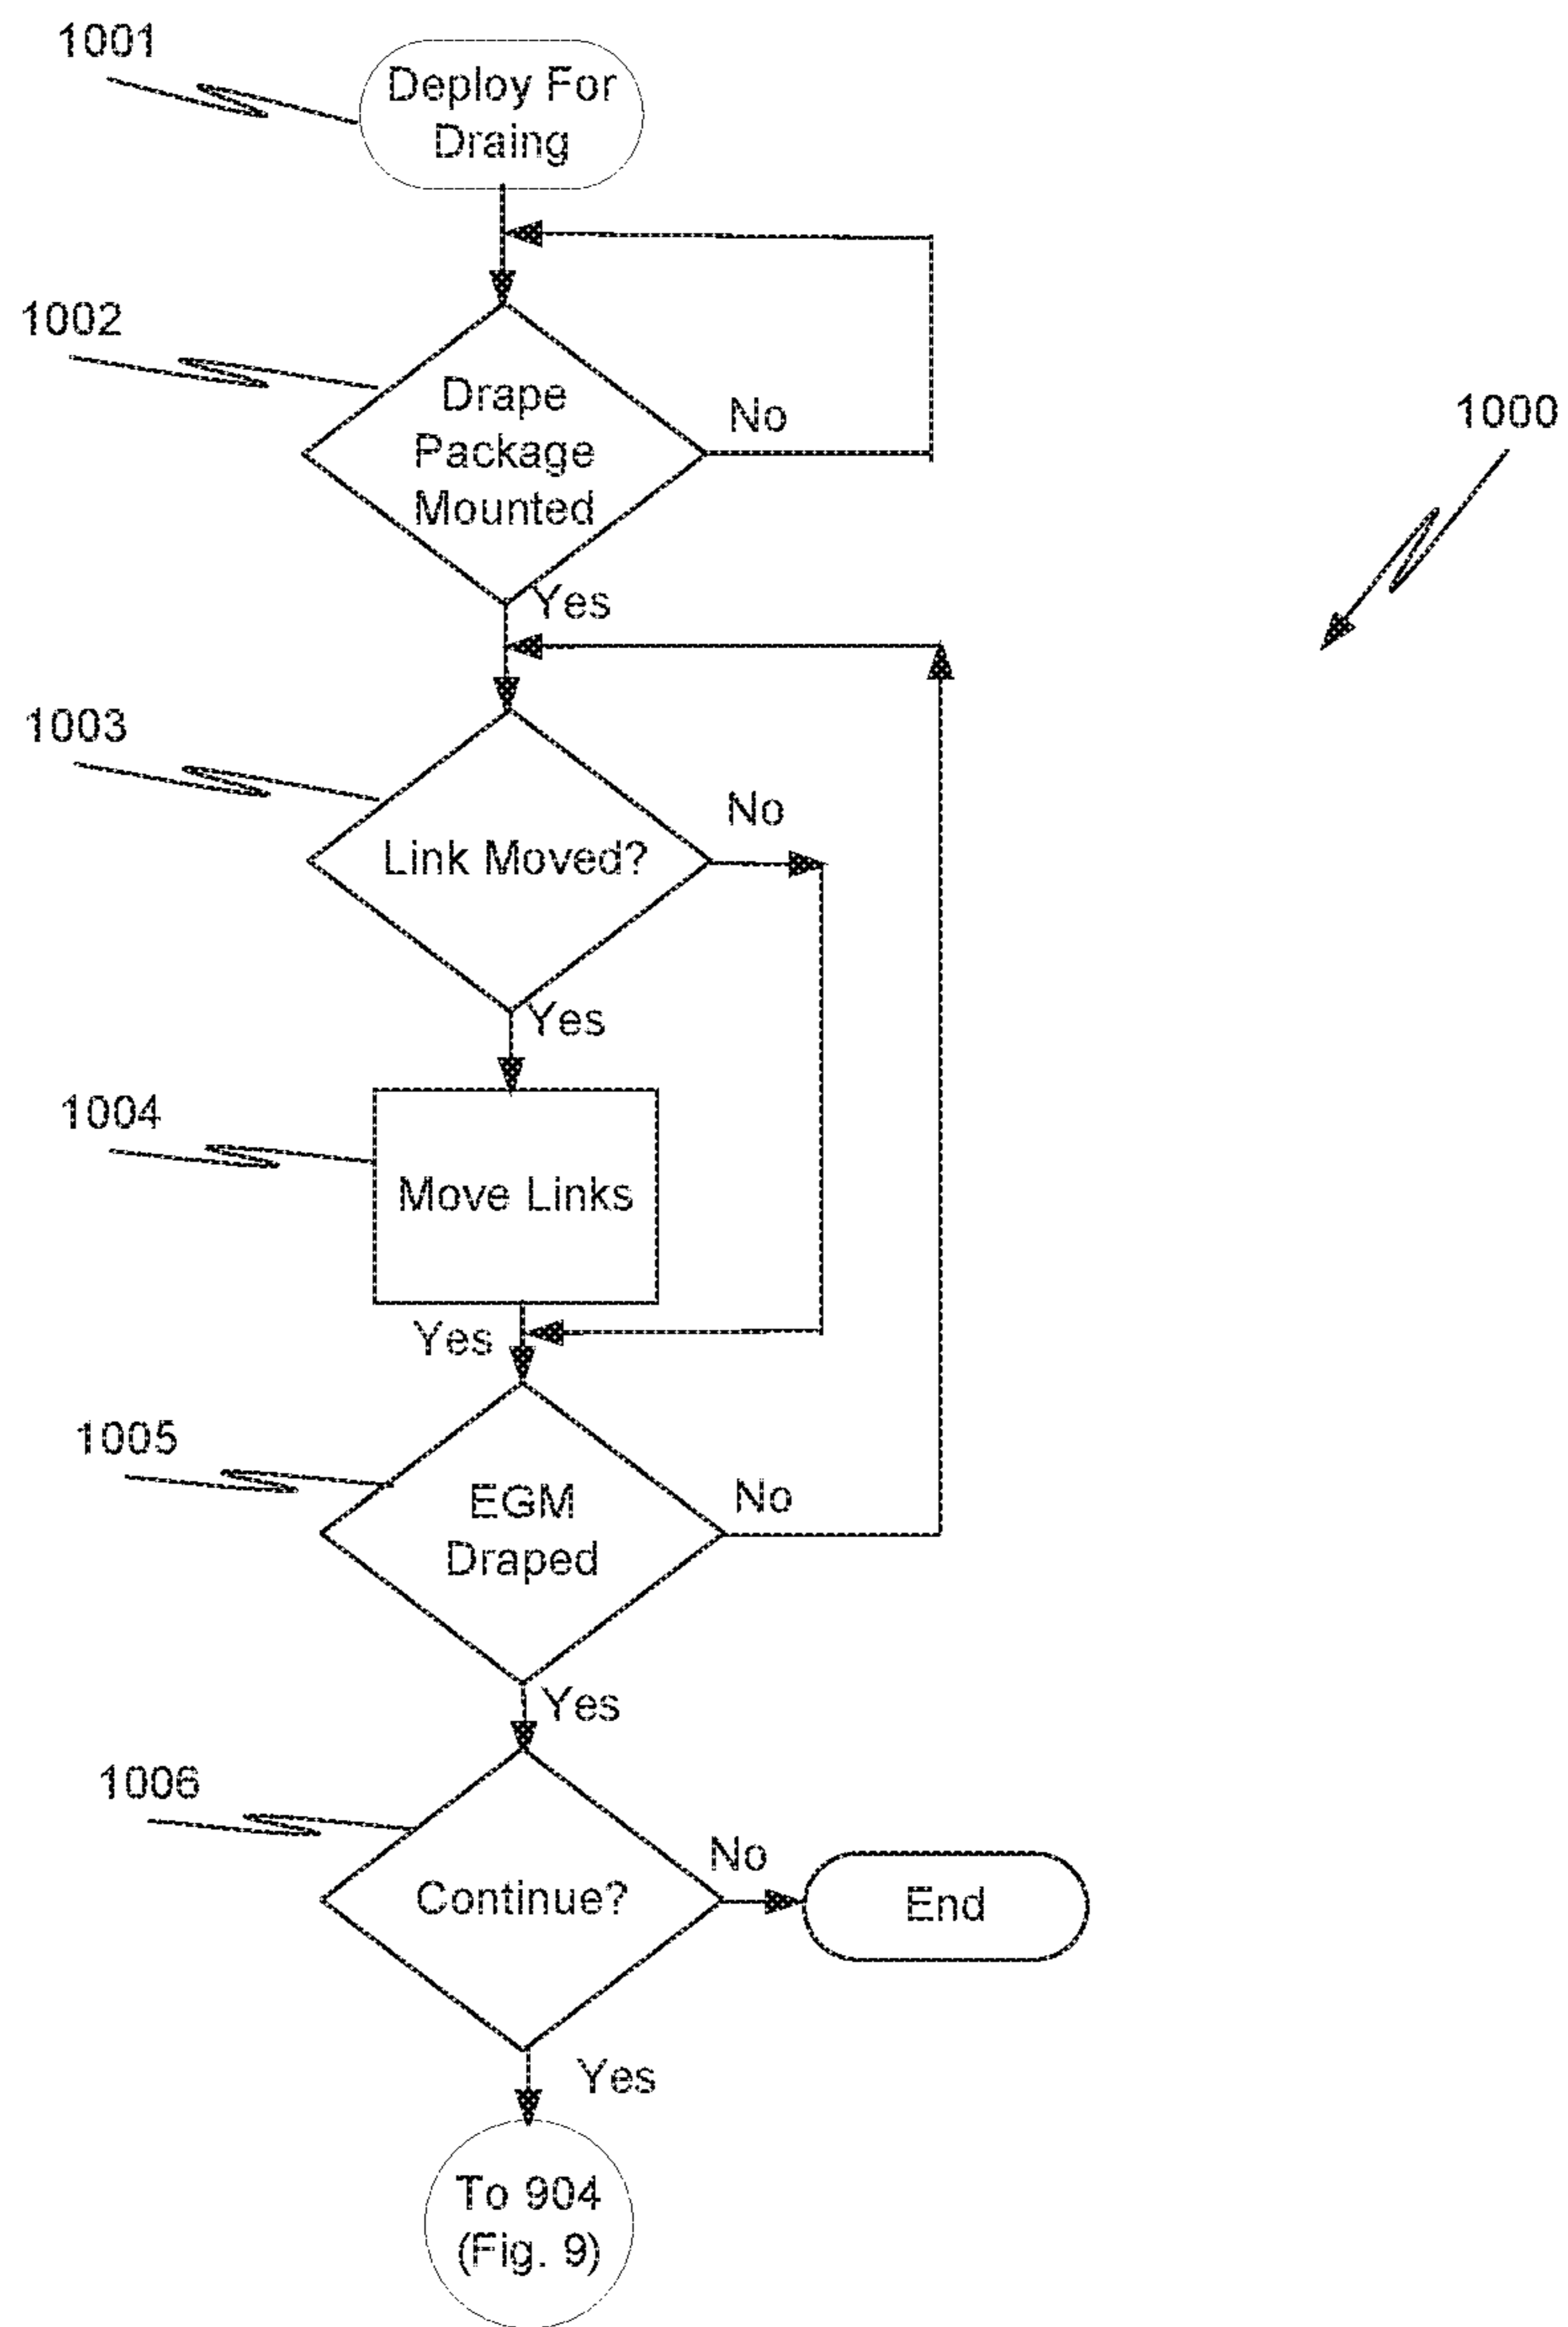 1001
Deploy For
Draing
1002
Drape
Package
Mounted
No
1000
Yes
1003
No
Link Moved?
Yes
1004
Move Links
Yes
1005
EGM
Draped
No
Yes
1006
Continue?
No
End
Yes
To 904
(Fig. 9)